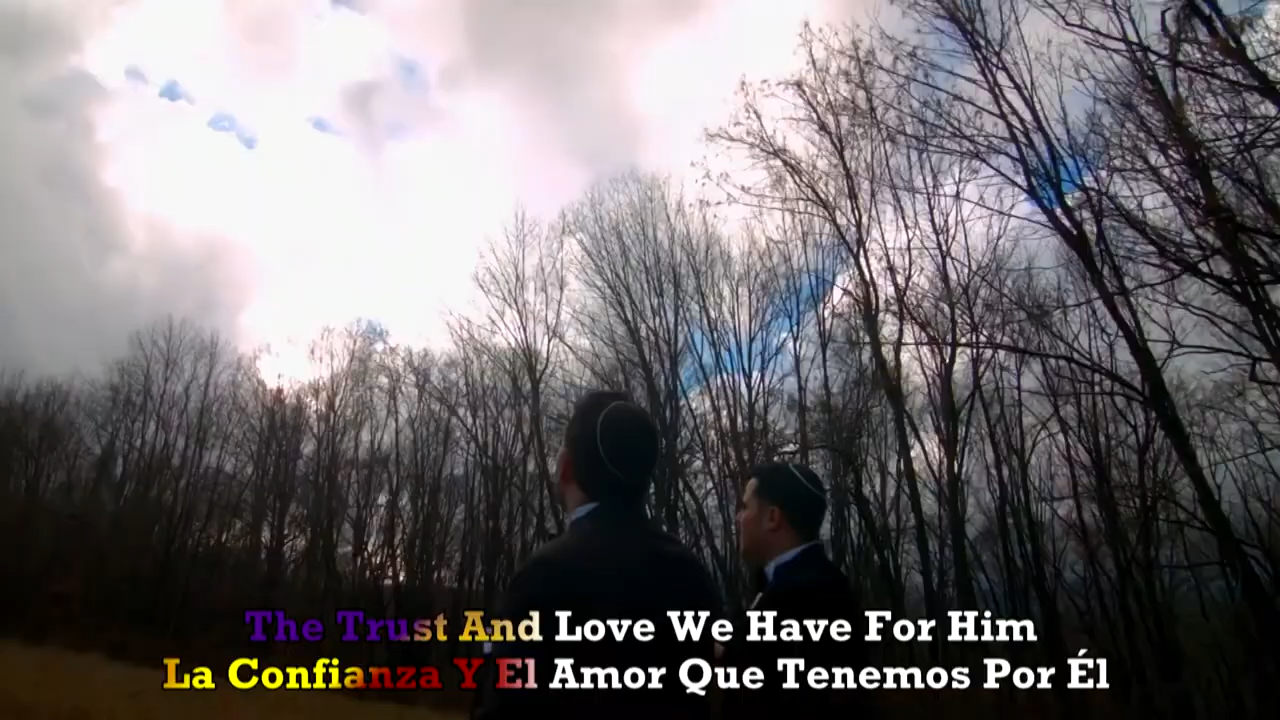 The Trust And Love We Have For Him
La Confianza Y El Amor Que Tenemos Por Él